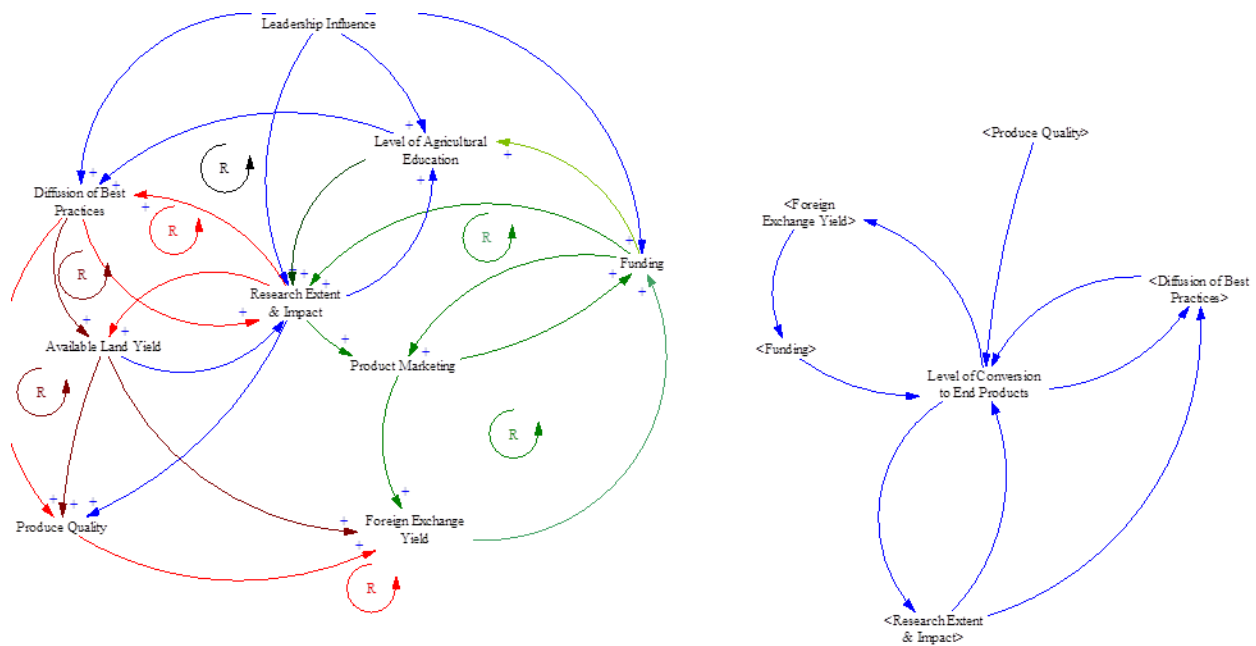 Leadership Influence
+
Level of Agricultural
Education
+
+
R
+
+
Diffusion of Best
Practices
+
R
+
R
+
Funding
+
+
R
+
+
+
Research Extent
& Impact
+
+
+
Available Land Yield
+
+
Product Marketing
R
R
+
+
+
Produce Quality
+
+
Foreign Exchange
Yield
+
R
<Produce Quality>
<Foreign
Exchange Yield>
<Diffusion of Best
Practices>
<Funding>
Level of Conversion
to End Products
<Research Extent
& Impact>